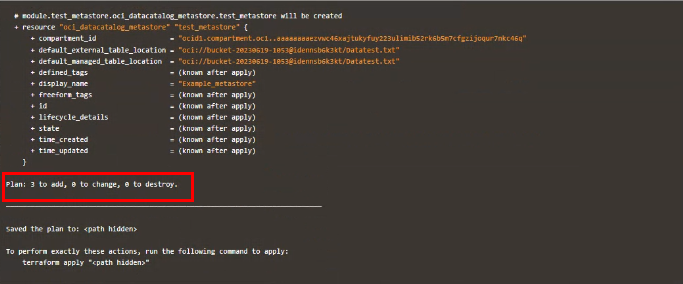 # module.test_metastore.oci_datacatalog_metastore.test_metastore will be created
+ resource "oci_datacatalog_metastore" "test_metastore" {
+ compartment_id = "ocid1.compartment.oc1..aaaaaaaaezvwc46xajtukyfuy223ulimib52rk6b5m7cfgzijoqur7mkc46q"
+ default_external_table_location = "oci://bucket-20230619-1053@idennsb6k3kt/Datatest.txt"
+ default_managed_table_location = "oci://bucket-20230619-1053@idennsb6k3kt/Datatest.txt"
+ defined_tags = (known after apply)
+ display_name = "Example_metastore"
+ freeform_tags = (known after apply)
+ id = (known after apply)
+ lifecycle_details = (known after apply)
+ state = (known after apply)
+ time_created = (known after apply)
+ time_updated = (known after apply)
}
Plan: 3 to add, 0 to change, 0 to destroy.
Saved the plan to: <path hidden>
To perform exactly these actions, run the following command to apply:
terraform apply "<path hidden>"